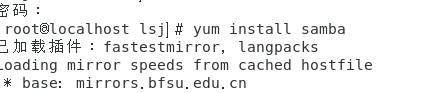 密码：
root@localhost lsj]# yum install samba
已加载插件：fastestmirror, langpacks
Loading mirror speeds from cached hostfile
* base: mirrors.bfsu.edu.cn